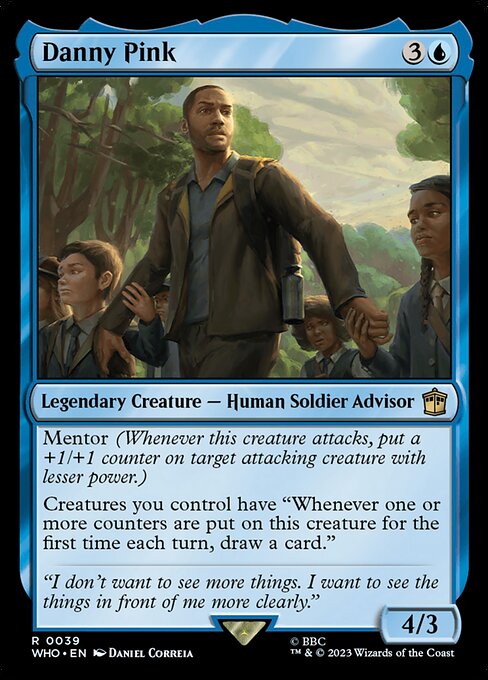 Danny Pink 3
Legendary Creature — Human Soldier Advisor
Mentor (Whenever this creature attacks, put a
+1/+1 counter on target attacking creature with
lesser power.)
Creatures you control have “Whenever one or
more counters are put on this creature for the
first time each turn, draw a card.”
“I don’t want to see more things. I want to see the
things in front of me more clearly.”
4/3
R 0039
WHO • EN Daniel Correia
© BBC
™ & © 2023 Wizards of the Coast